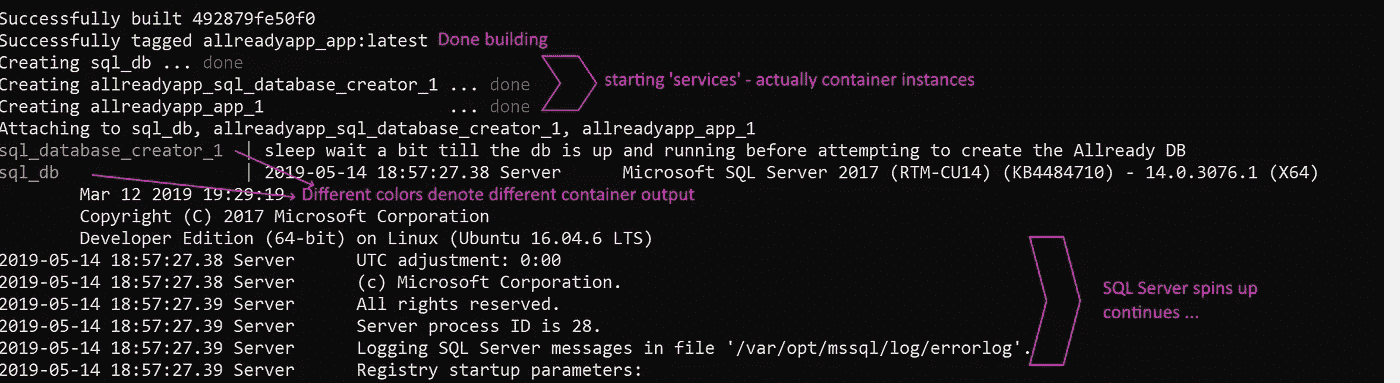 Successfully built 492879fe50f0
Successfully tagged allreadyapp_app:latest Done building
Creating sql_db ... done
Creating allreadyapp_sql_database_creator_1 ... done
starting 'services' - actually container instances
Creating allreadyapp_app_1 ... done
Attaching to sql_db, allreadyapp_sql_database_creator_1, allreadyapp_app_1
sql_database_creator_1 | sleep wait a bit till the db is up and running before attempting to create the Allready DB
sql_db | 2019-05-14 18:57:27.38 Server Microsoft SQL Server 2017 (RTM-CU14) (KB4484710) - 14.0.3076.1 (X64)
Mar 12 2019 19:29:19
Different colors denote different container output
Copyright (C) 2017 Microsoft Corporation
Developer Edition (64-bit) on Linux (Ubuntu 16.04.6 LTS)
2019-05-14 18:57:27.38 Server UTC adjustment: 0:00
2019-05-14 18:57:27.38 Server (c) Microsoft Corporation.
2019-05-14 18:57:27.39 Server All rights reserved.
2019-05-14 18:57:27.39 Server Server process ID is 28.
2019-05-14 18:57:27.39 Server Logging SQL Server messages in file '/var/opt/mssql/log/errorlog'.
2019-05-14 18:57:27.39 Server Registry startup parameters:
SQL Server spins up
continues ...